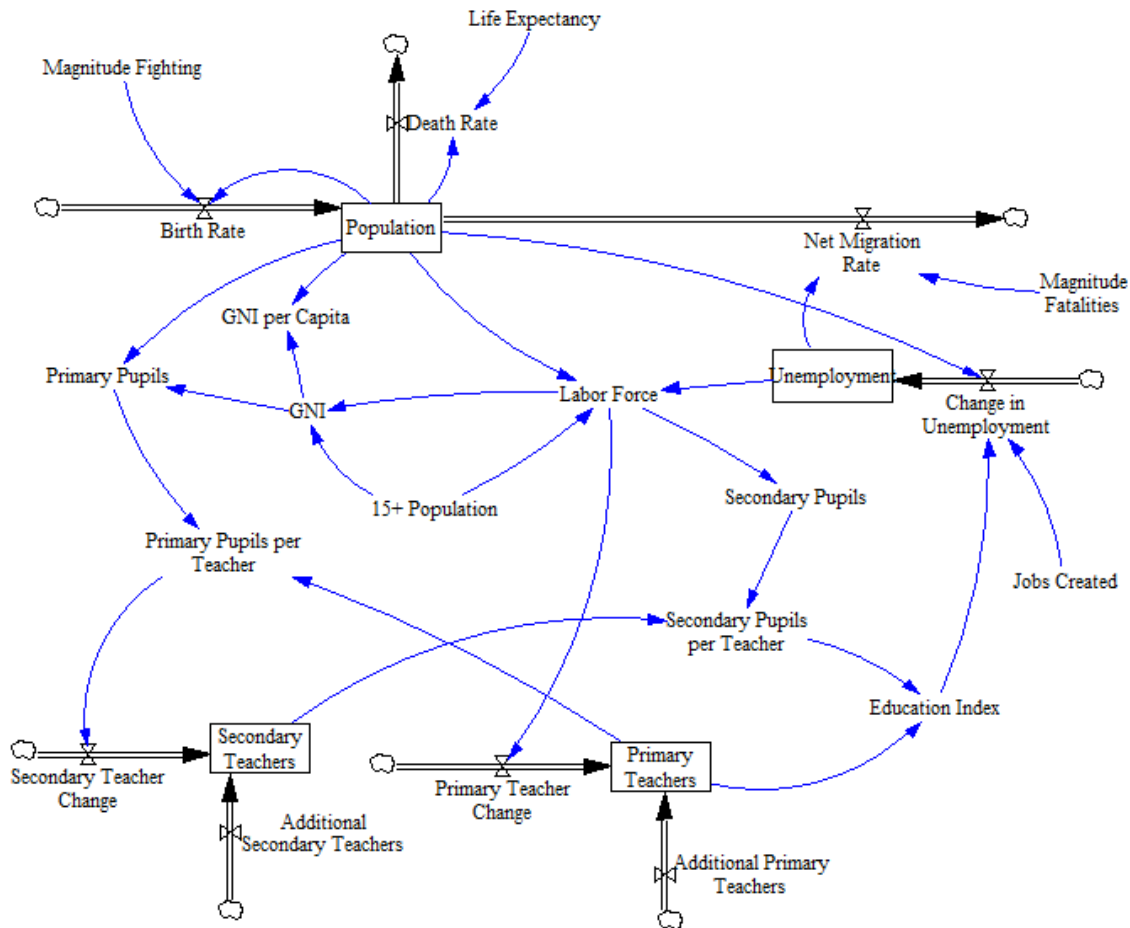 Life Expectancy
Magnitude Fighting
Death Rate
Birth Rate
Population
Net Migration
Rate
Magnitude
Fatalities
GNI per Capita
Primary Pupils
Unemployment
Labor Force
GNI
Change in
Unemployment
15+ Population
Secondary Pupils
Primary Pupils per
Teacher
Jobs Created
Secondary Pupils
per Teacher
Education Index
Secondary
Teachers
Primary
Teachers
Secondary Teacher
Change
Primary Teacher
Change
Additional
Secondary Teachers
Additional Primary
Teachers